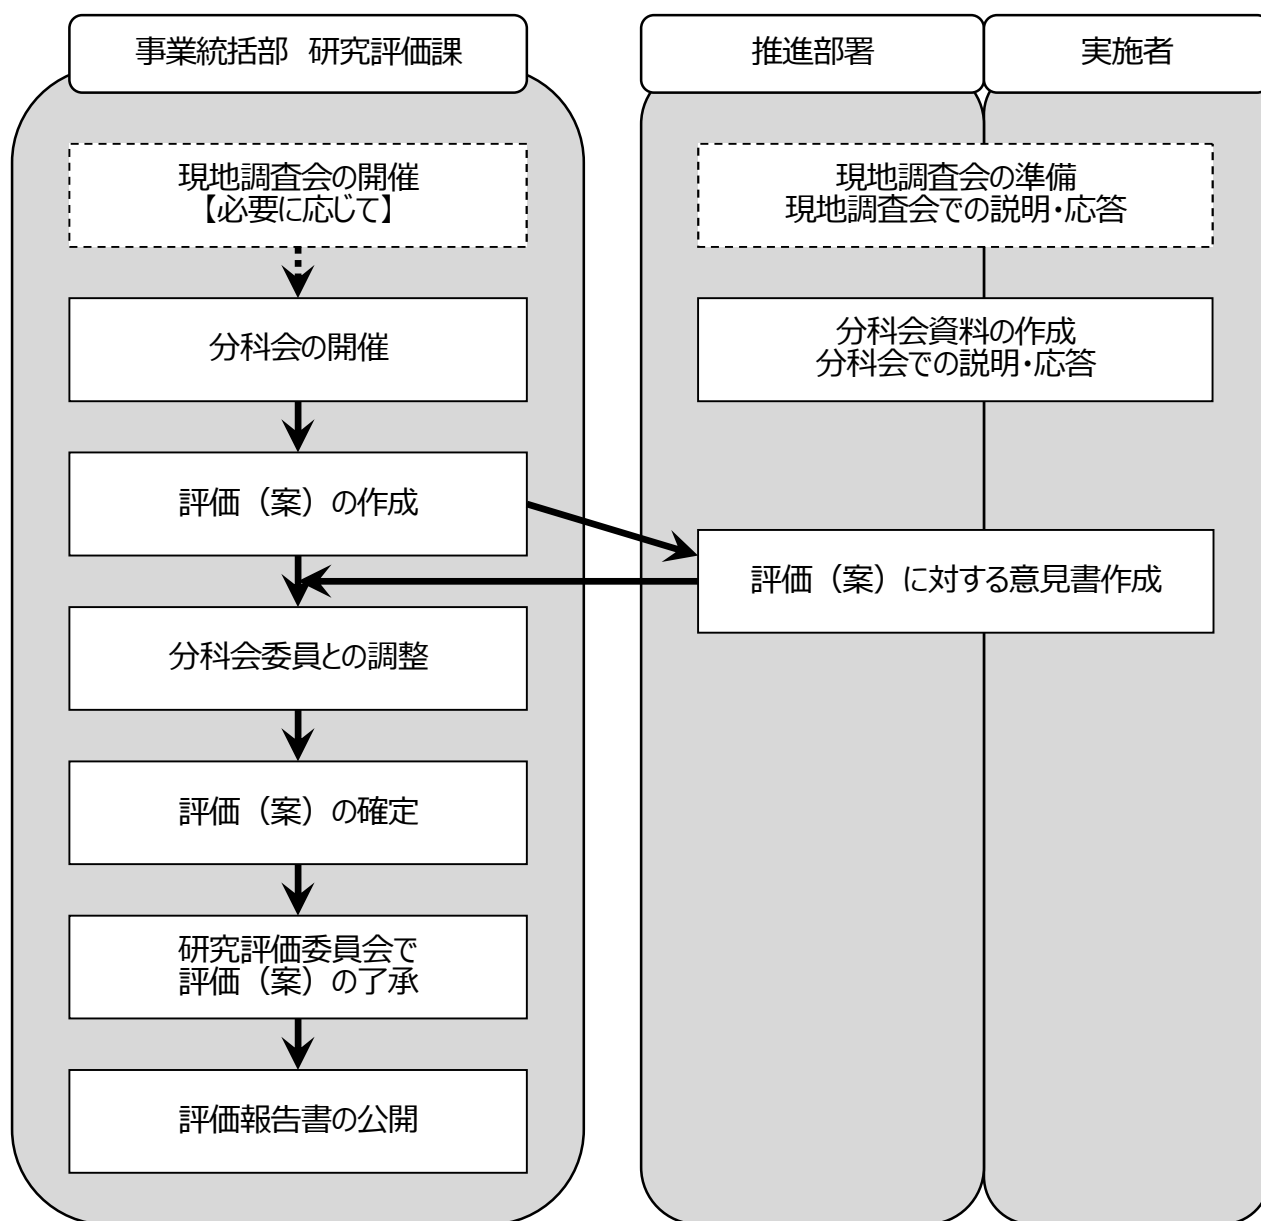 事業統括部　研究評価課
推進部署
実施者
現地調査会の開催
【必要に応じて】
現地調査会の準備
現地調査会での説明・応答
分科会の開催
分科会資料の作成
分科会での説明・応答
評価（案）の作成
評価（案）に対する意見書作成
分科会委員との調整
評価（案）の確定
研究評価委員会で
評価（案）の了承
評価報告書の公開